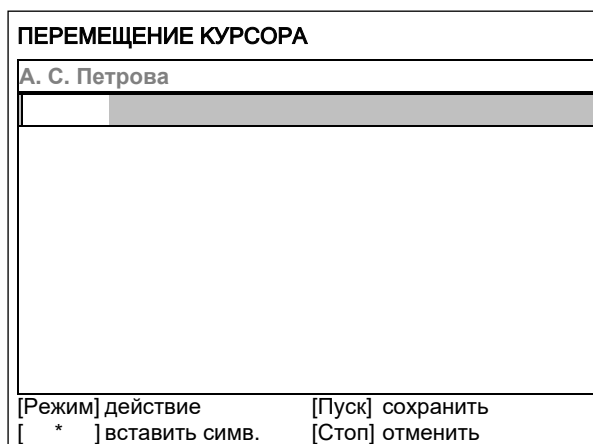 ПЕРЕМЕЩЕНИЕ КУРСОРА
А. С. Петрова
[Режим] действие [Пуск] сохранить
[ * ] вставить симв. [Стоп] отменить